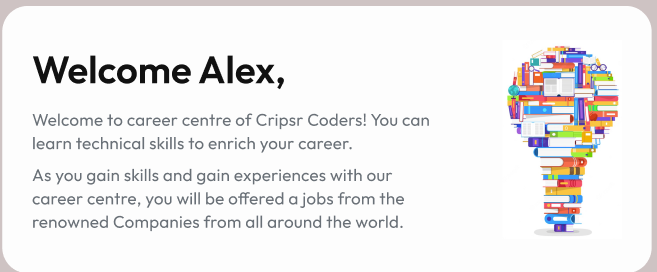 Welcome Alex,
Welcome to career centre of Cripsr Coders! You can
learn technical skills to enrich your career.
As you gain skills and gain experiences with our
career centre, you will be offered a jobs from the
renowned Companies from all around the world.